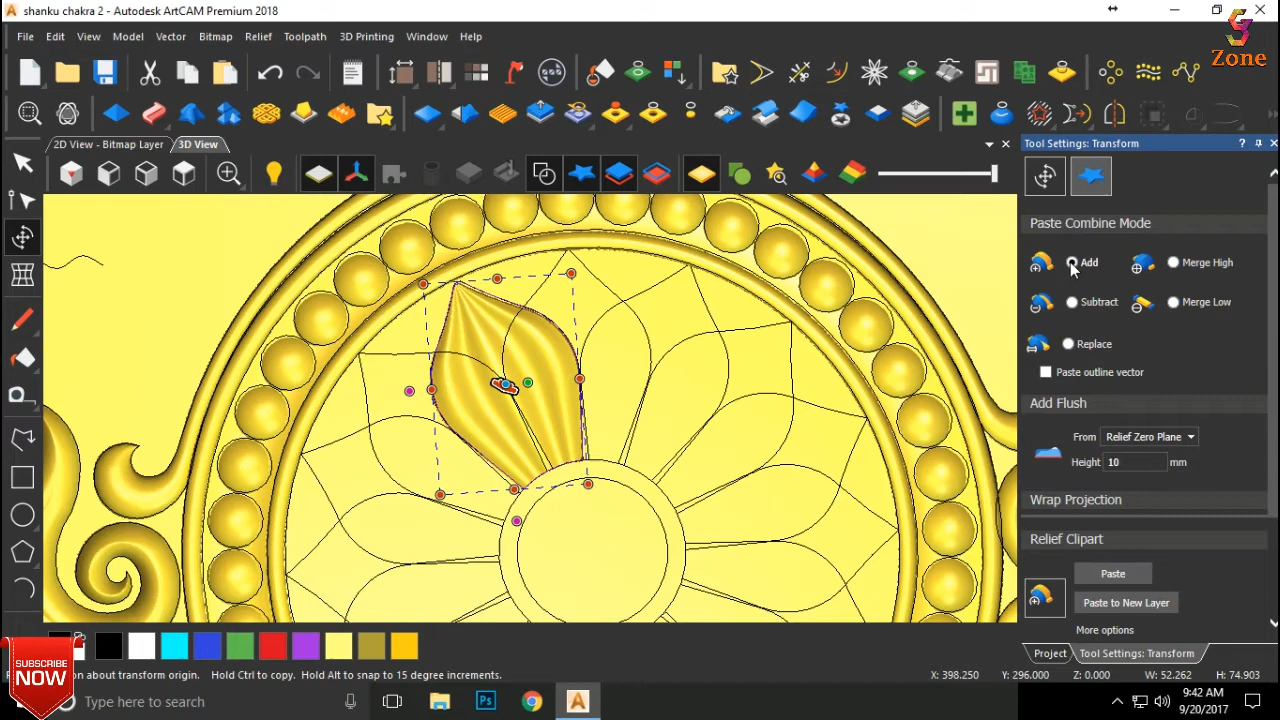 shanku chakra 2 - Autodesk ArtCAM Premium 2018
File Edit View Model Vector Bitmap Relief Toolpath 3D Printing Window Help
Zone
2D View - Bitmap Layer 3D View
Tool Settings: Transform
Paste Combine Mode
Add Merge High
Subtract Merge Low
Replace
Paste outline vector
Add Flush
From Relief Zero Plane
Height 10 mm
Wrap Projection
Relief Clipart
Paste
Paste to New Layer
More options
Project Tool Settings: Transform
SUBSCRIBE
NOW
on about transform origin. Hold Ctrl to copy. Hold Alt to snap to 15 degree increments.
X: 398.250 Y: 296.000 Z: 0.000 W: 52.262 H: 74.903
Type here to search
Ps
9:42 AM
9/20/2017